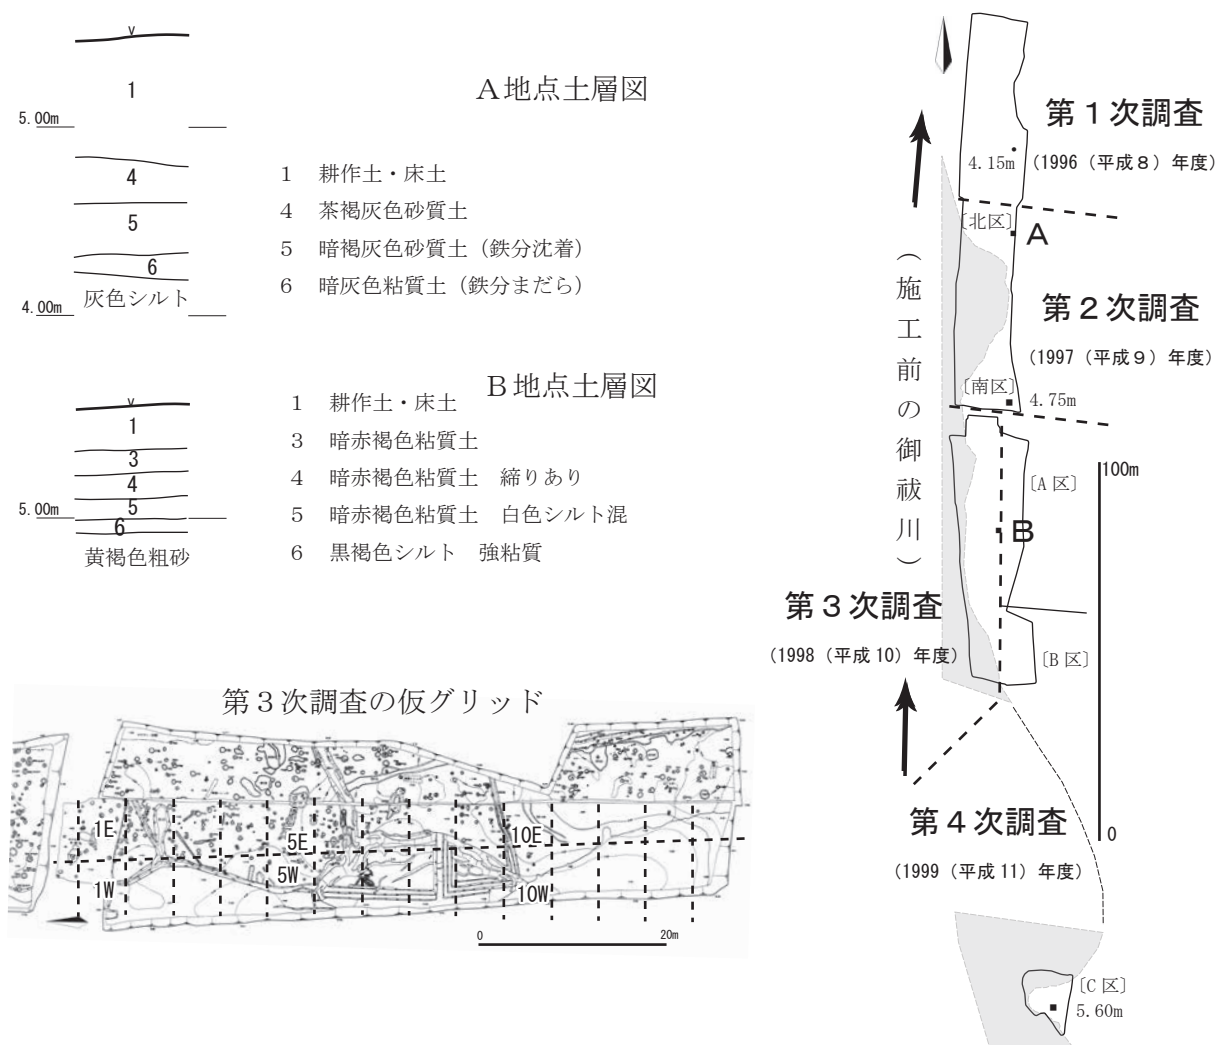 A地点土層図
v
1
5.00m
4
5
6
灰色シルト
4.00m
1 耕作土・床土
4 茶褐灰色砂質土
5 暗褐灰色砂質土（鉄分沈着）
6 暗灰色粘質土（鉄分まだら）
B地点土層図
v
1
3
4
5
5.00m
6
黄褐色粗砂
1 耕作土・床土
3 暗赤褐色粘質土
4 暗赤褐色粘質土 締りあり
5 暗赤褐色粘質土 白色シルト混
6 黒褐色シルト 強粘質
第３次調査の仮グリッド
1E
5E
10E
1W
5W
10W
0
20m
第１次調査
（1996（平成８）年度）
4.15m
〔北区〕
A
第２次調査
（1997（平成９）年度）
〔南区〕
4.75m
（施工前の御祓川）
100m
〔A 区〕
B
第３次調査
（1998（平成 10）年度）
〔B 区〕
0
第４次調査
（1999（平成 11）年度）
〔C 区〕
5.60m